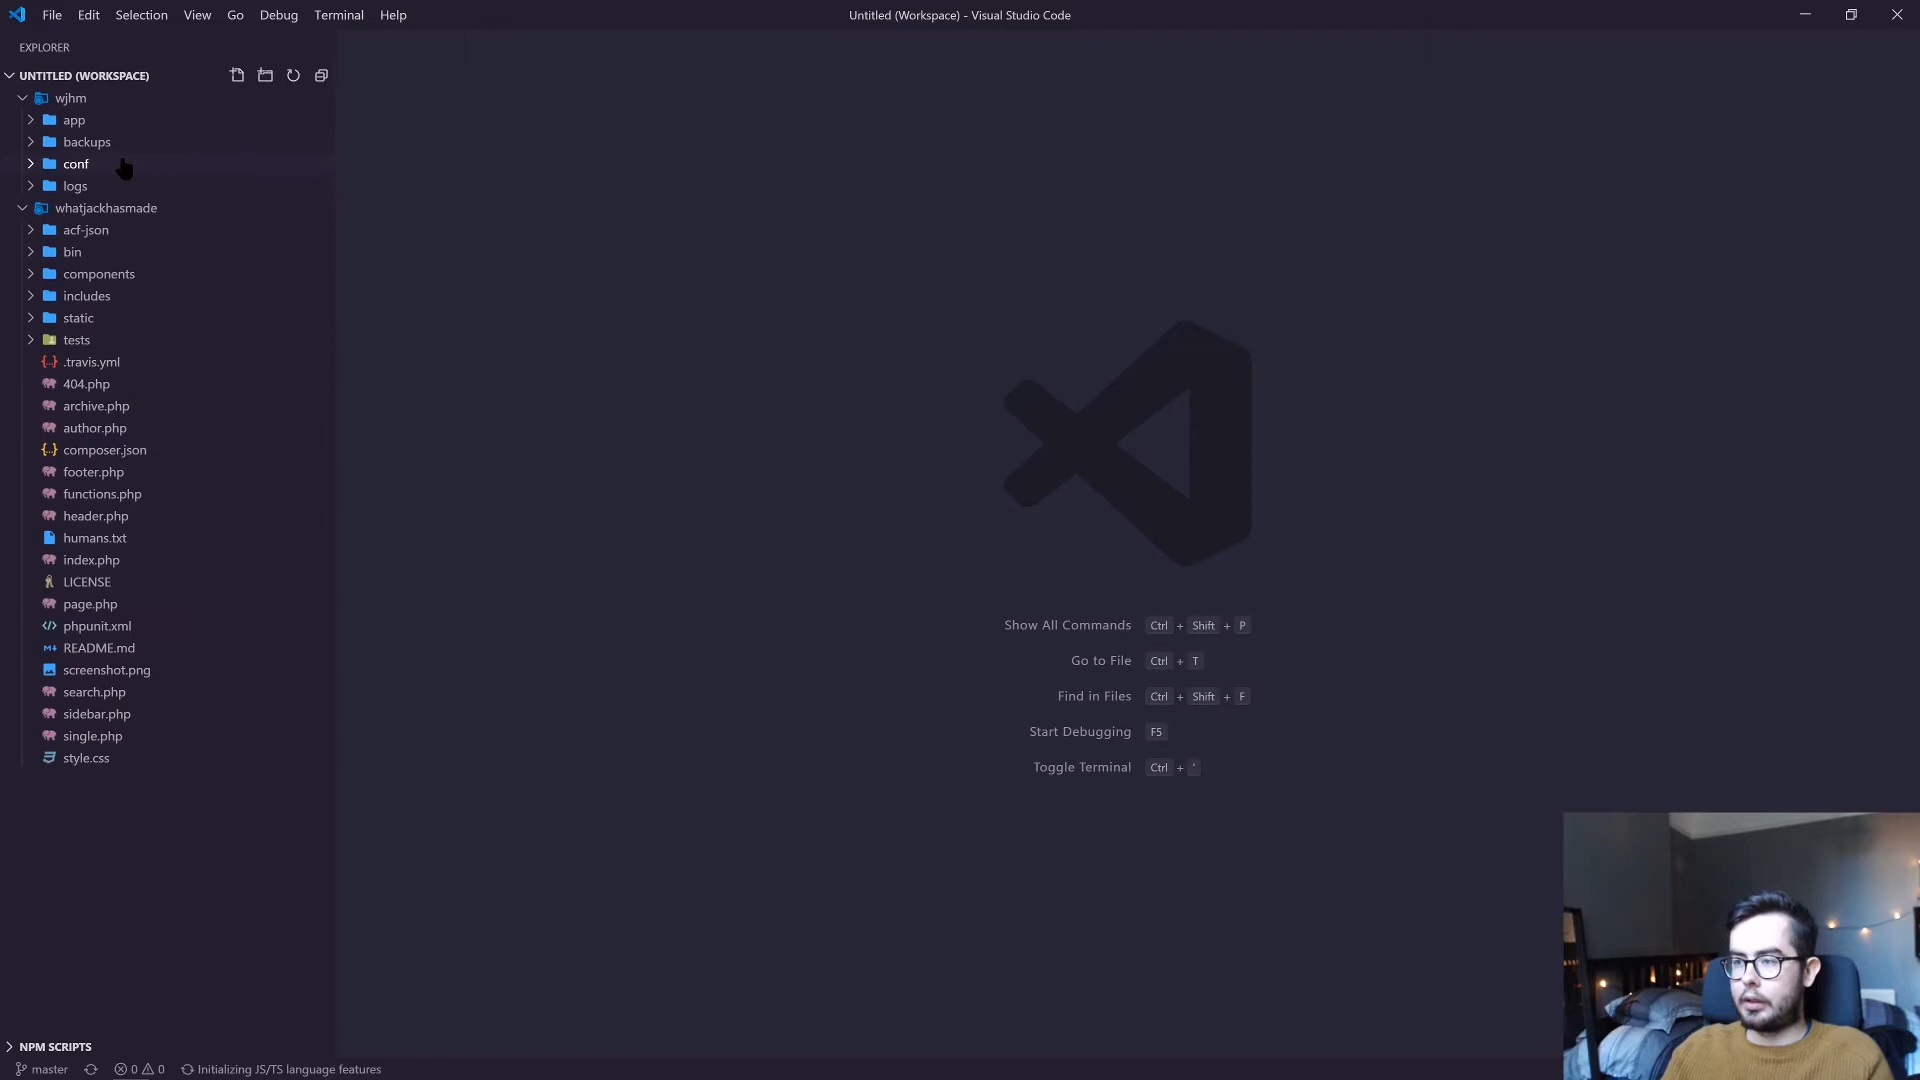 File Edit Selection View Go Debug Terminal Help
Untitled (Workspace) - Visual Studio Code
EXPLORER
UNTITLED (WORKSPACE)
wjhm
app
backups
conf
logs
whatjackhasmade
acf-json
bin
components
includes
static
tests
.travis.yml
404.php
archive.php
author.php
composer.json
footer.php
functions.php
header.php
humans.txt
index.php
LICENSE
page.php
phpunit.xml
README.md
screenshot.png
search.php
sidebar.php
single.php
style.css
Show All Commands Ctrl + Shift + P
Go to File Ctrl + T
Find in Files Ctrl + Shift + F
Start Debugging F5
Toggle Terminal Ctrl + '
NPM SCRIPTS
master 0 0 Initializing JS/TS language features